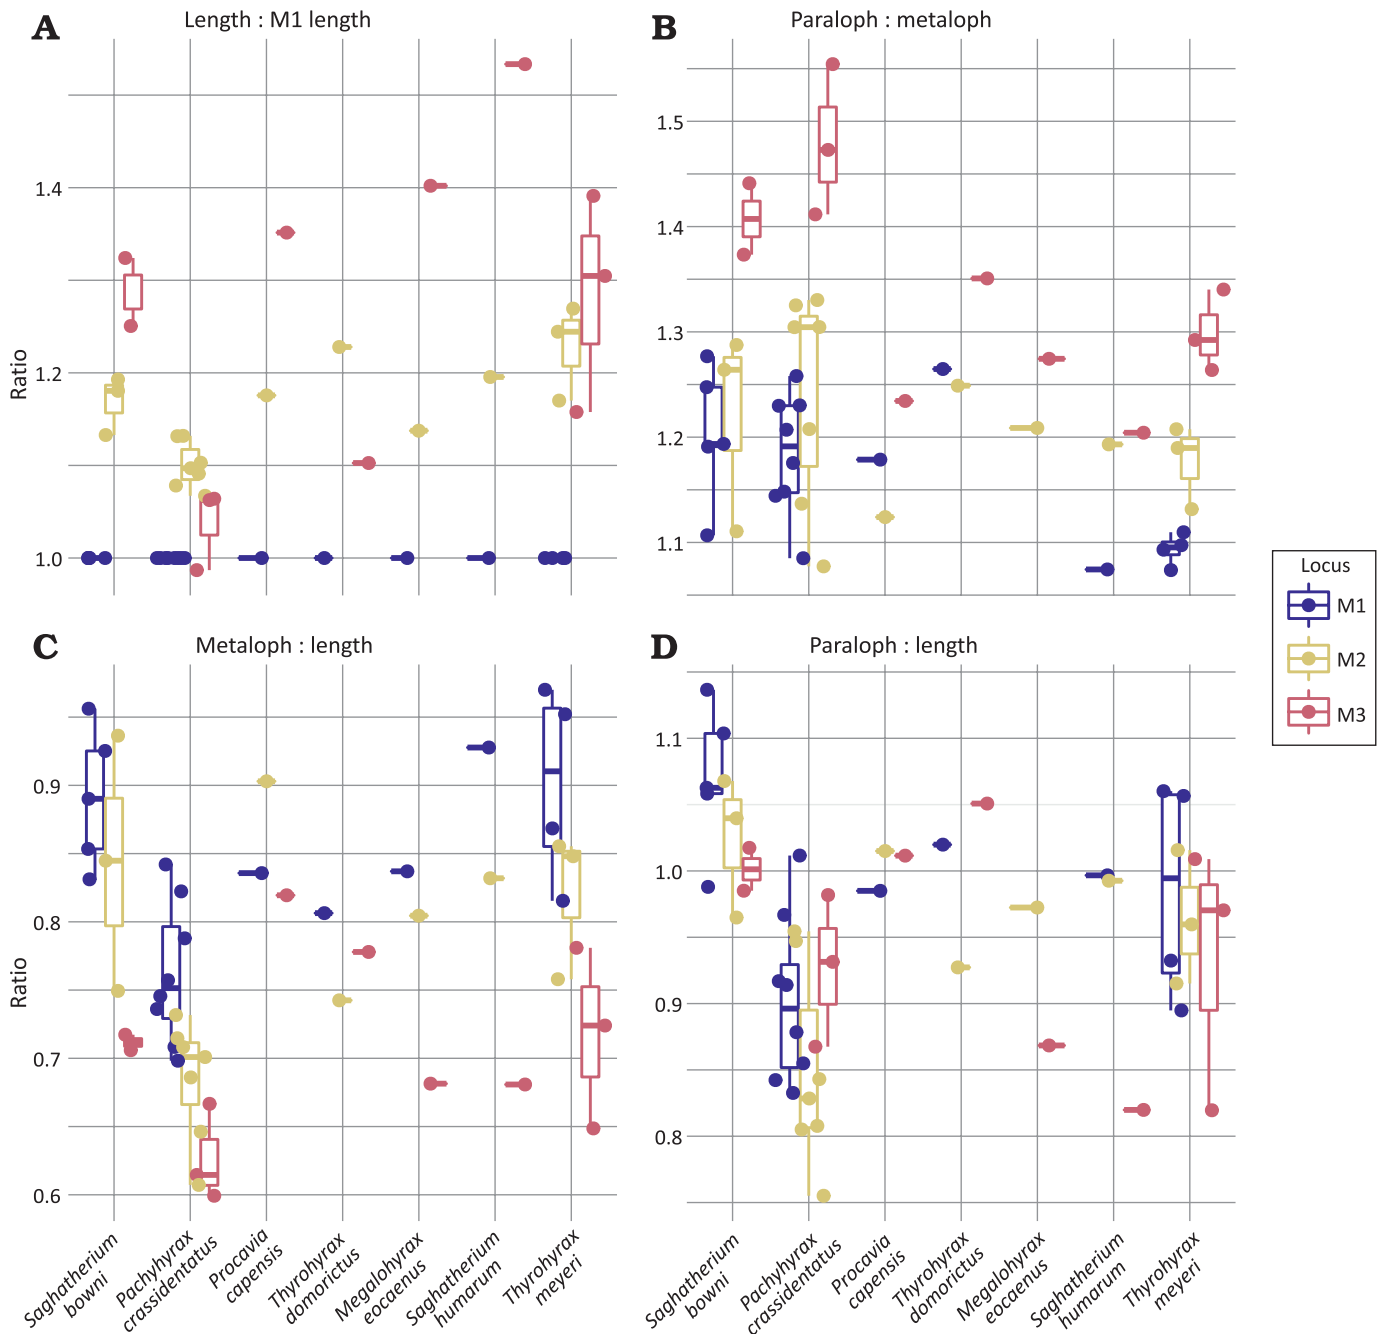 A
Length : M1 length
Ratio
1.4
1.2
1.0
B
Paraloph : metaloph
1.5
1.4
1.3
1.2
1.1
Locus
M1
M2
M3
C
Metaloph : length
Ratio
0.9
0.8
0.7
0.6
Saghatherium
bowni
Pachyhyrax
crassidentatus
Procavia
capensis
Thyrohyrax
domorictus
Megalohyrax
eocaenus
Saghatherium
humarum
Thyrohyrax
meyeri
D
Paraloph : length
1.1
1.0
0.9
0.8
Saghatherium
bowni
Pachyhyrax
crassidentatus
Procavia
capensis
Thyrohyrax
domorictus
Megalohyrax
eocaenus
Saghatherium
humarum
Thyrohyrax
meyeri